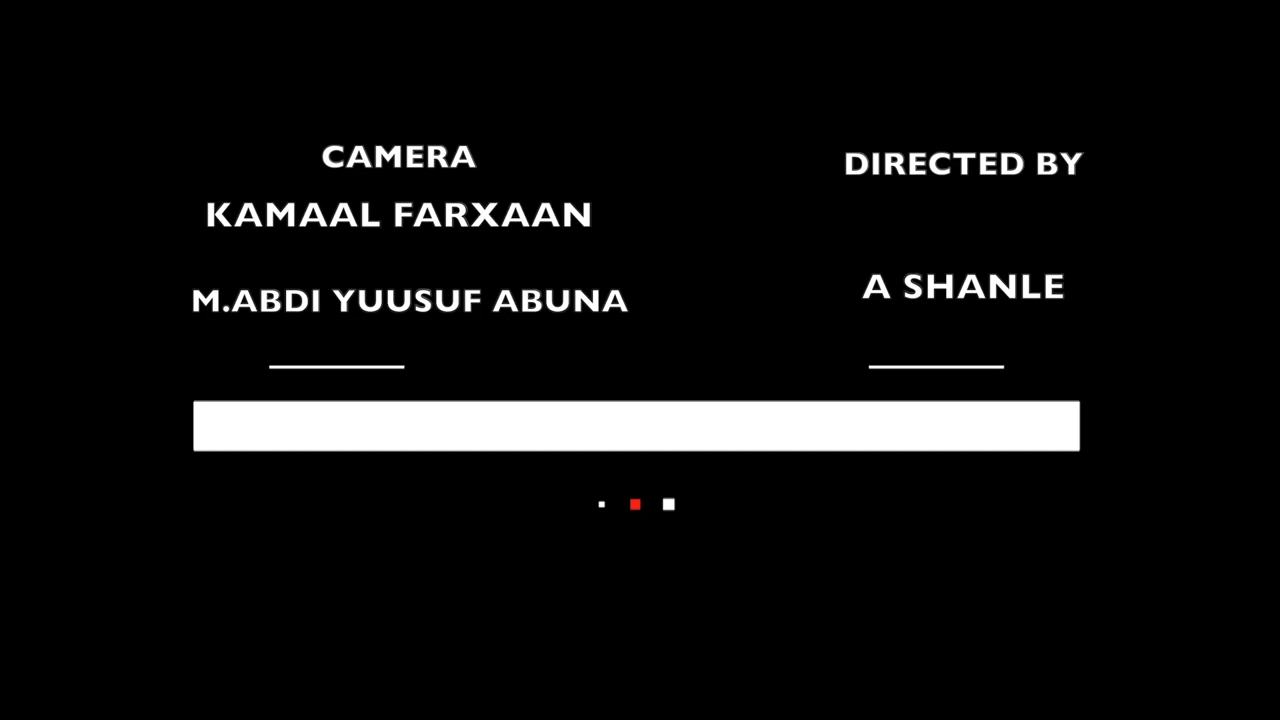 CAMERA
KAMAAL FARXAAN
M.ABDI YUUSUF ABUNA
DIRECTED BY
A SHANLE